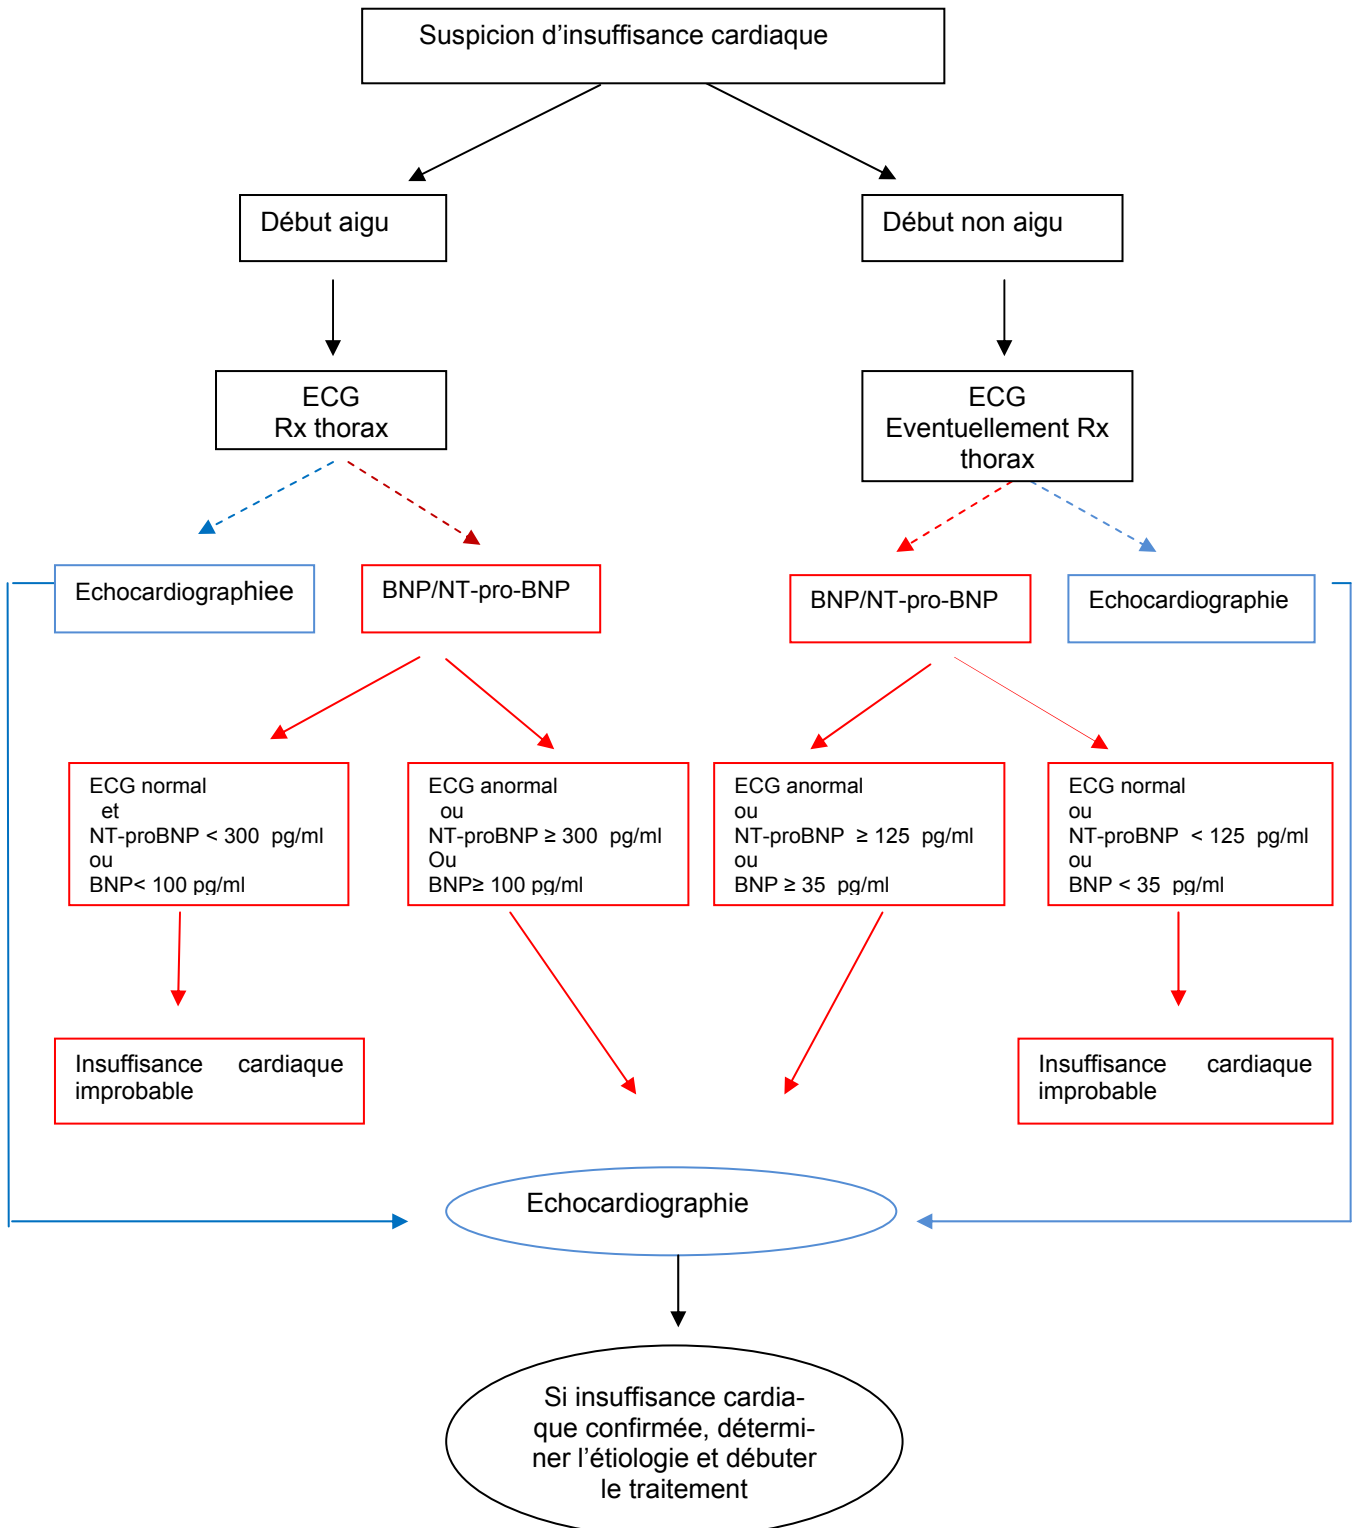 Suspicion d’insuffisance cardiaque
Début aigu
Début non aigu
ECG
Rx thorax
ECG
Eventuellement Rx
thorax
Echocardiographiee
BNP/NT-pro-BNP
BNP/NT-pro-BNP
Echocardiographie
ECG normal
et
NT-proBNP < 300 pg/ml
ou
BNP< 100 pg/ml
ECG anormal
ou
NT-proBNP ≥ 300 pg/ml
Ou
BNP≥ 100 pg/ml
ECG anormal
ou
NT-proBNP ≥ 125 pg/ml
ou
BNP ≥ 35 pg/ml
ECG normal
ou
NT-proBNP < 125 pg/ml
ou
BNP < 35 pg/ml
Insuffisance cardiaque
improbable
Insuffisance cardiaque
improbable
Echocardiographie
Si insuffisance cardia-
que confirmée, détermi-
ner l’étiologie et débuter
le traitement